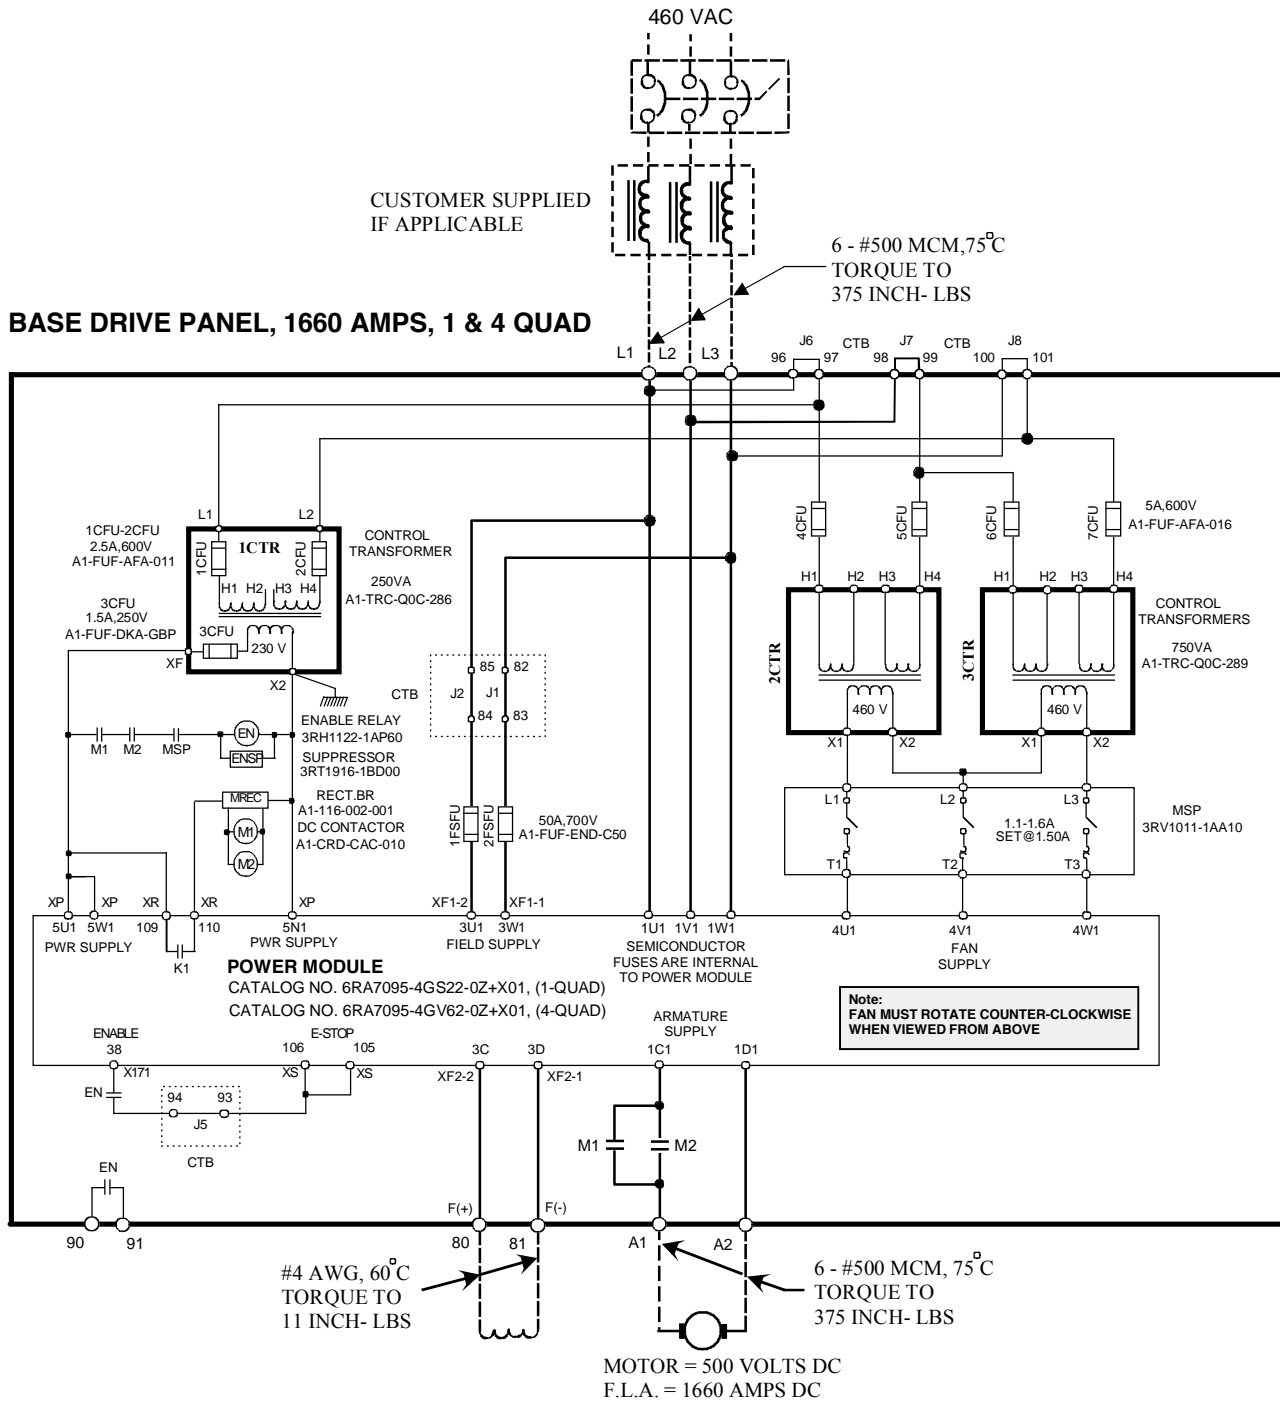 460 VAC
CUSTOMER SUPPLIED
IF APPLICABLE
6 - #500 MCM,75°C
TORQUE TO
375 INCH- LBS
BASE DRIVE PANEL, 1660 AMPS, 1 & 4 QUAD
L1 L2 L3
J6 CTB J7 CTB J8
96 97 98 99 100 101
L1 L2
1CFU-2CFU
2.5A,600V
A1-FUF-AFA-011
1CTR
1CFU
2CFU
H1 H2 H3 H4
CONTROL
TRANSFORMER
250VA
A1-TRC-Q0C-286
3CFU
1.5A,250V
A1-FUF-DKA-GBP
3CFU
230 V
XF
X2
4CFU
5CFU
6CFU
7CFU
5A,600V
A1-FUF-AFA-016
H1 H2 H3 H4
H1 H2 H3 H4
2CTR
3CTR
CONTROL
TRANSFORMERS
750VA
A1-TRC-Q0C-289
460 V
460 V
X1 X2
X1 X2
CTB
85 82
J2 J1
84 83
M1 M2 MSP
EN
ENSP
ENABLE RELAY
3RH1122-1AP60
SUPPRESSOR
3RT1916-1BD00
MREC
M1
M2
RECT.BR
A1-116-002-001
DC CONTACTOR
A1-CRD-CAC-010
1FSFU
2FSFU
50A,700V
A1-FUF-END-C50
L1 L2 L3
1.1-1.6A
SET@1.50A
T1 T2 T3
MSP
3RV1011-1AA10
XP XP XR XR XP XF1-2 XF1-1
5U1 5W1 109 110 5N1 3U1 3W1 1U1 1V1 1W1 4U1 4V1 4W1
PWR SUPPLY
K1
PWR SUPPLY
FIELD SUPPLY
SEMICONDUCTOR
FUSES ARE INTERNAL
TO POWER MODULE
FAN
SUPPLY
POWER MODULE
CATALOG NO. 6RA7095-4GS22-0Z+X01, (1-QUAD)
CATALOG NO. 6RA7095-4GV62-0Z+X01, (4-QUAD)
Note:
FAN MUST ROTATE COUNTER-CLOCKWISE
WHEN VIEWED FROM ABOVE
ENABLE
E-STOP
ARMATURE
SUPPLY
38 106 105 3C 3D 1C1 1D1
X171 XS XS XF2-2 XF2-1
EN
94 93
J5
CTB
M1 M2
EN
F(+) F(-)
90 91 80 81 A1 A2
#4 AWG, 60°C
TORQUE TO
11 INCH- LBS
6 - #500 MCM, 75°C
TORQUE TO
375 INCH- LBS
MOTOR = 500 VOLTS DC
F.L.A. = 1660 AMPS DC